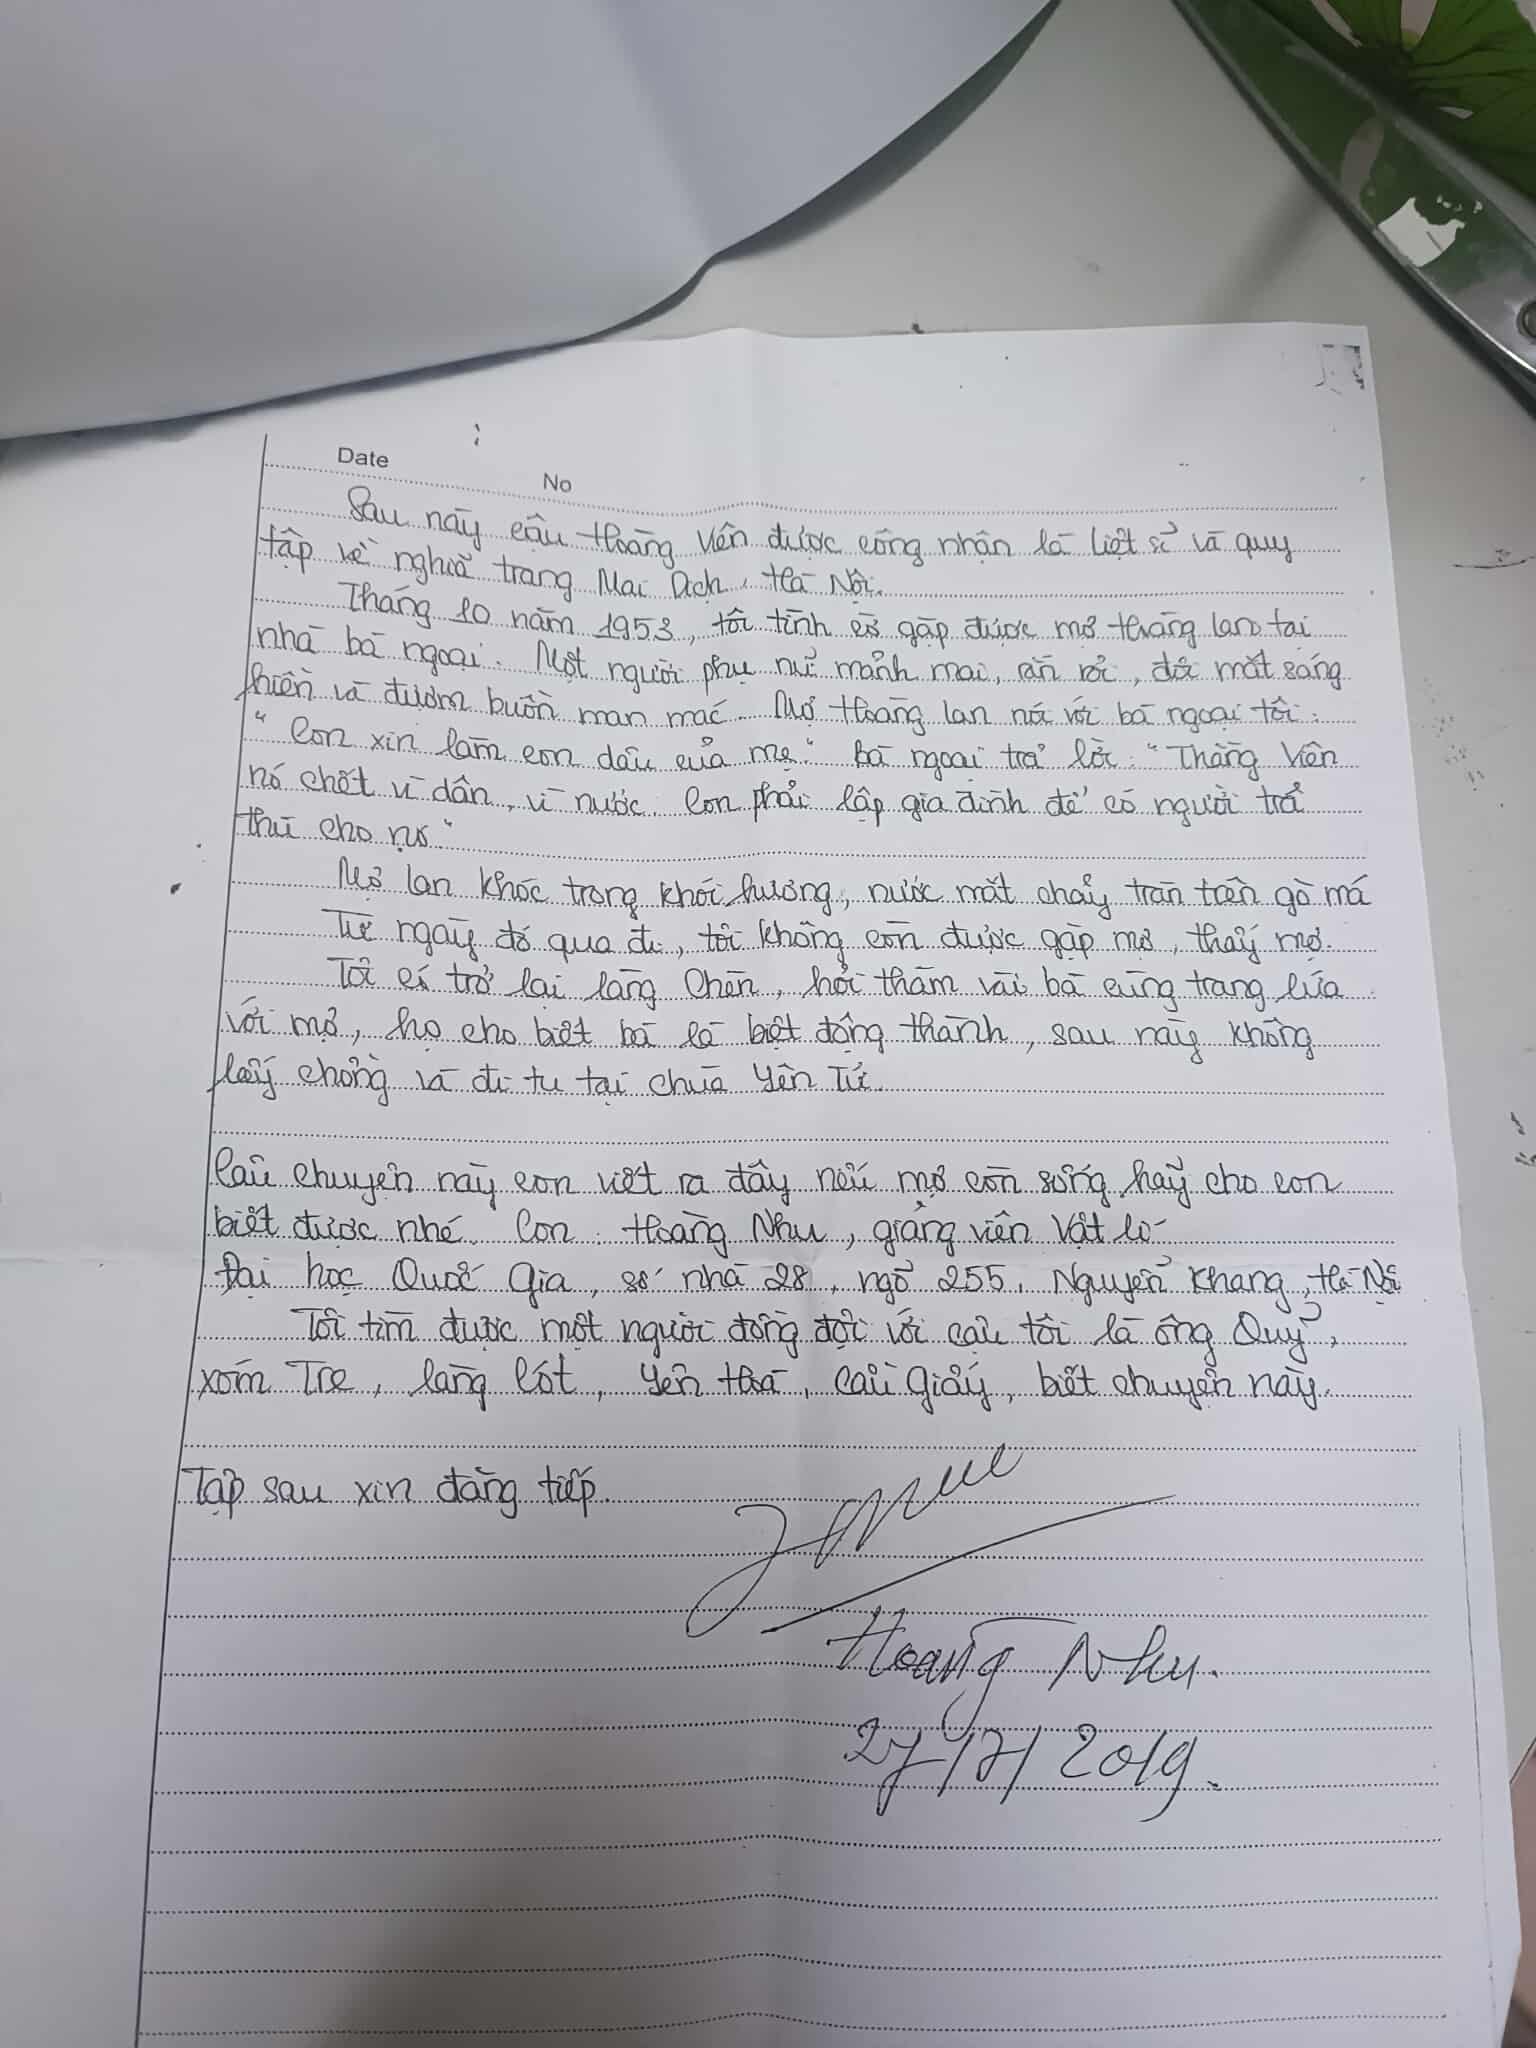 Date
No
Sau này cậu Hoàng Viên được công nhận là liệt sĩ và quy
tập về nghĩa trang Mai Dịch, Hà Nội.
Tháng 10 năm 1953, tôi tình cờ gặp được mợ Hoàng Lan tại
nhà bà ngoại. Một người phụ nữ mảnh mai, rắn rỏi, đôi mắt sáng
hiền và đượm buồn man mác. Mợ Hoàng Lan nói với bà ngoại tôi:
"Con xin làm con dâu của mẹ" Bà ngoại trả lời: "Thằng Viên
nó chết vì dân, vì nước. Con phải lập gia đình để có người trả
thù cho nó"
Mợ Lan khóc trong khói hương, nước mắt chảy tràn trên gò má
Từ ngày đó qua đi, tôi không còn được gặp mợ, thấy mợ.
Tôi có trở lại làng Chèn, hỏi thăm vài bà cùng trang lứa
với mợ, họ cho biết bà là biệt động thành, sau này không
lấy chồng và đi tu tại chùa Yên Tử.
Câu chuyện này con viết ra đây nếu mợ còn sống hãy cho con
biết được nhé. Con: Hoàng Nhu, giảng viên Vật lý
Đại học Quốc Gia, số nhà 28, ngõ 255, Nguyễn Khang, Hà Nội
Tôi tìm được một người đồng đội với cậu tôi là ông Quý,
xóm Tre, làng Cót, Yên Hoà, Cầu Giấy, biết chuyện này.
Tập sau xin đăng tiếp.
Hoàng Nhu.
27/7/2019.